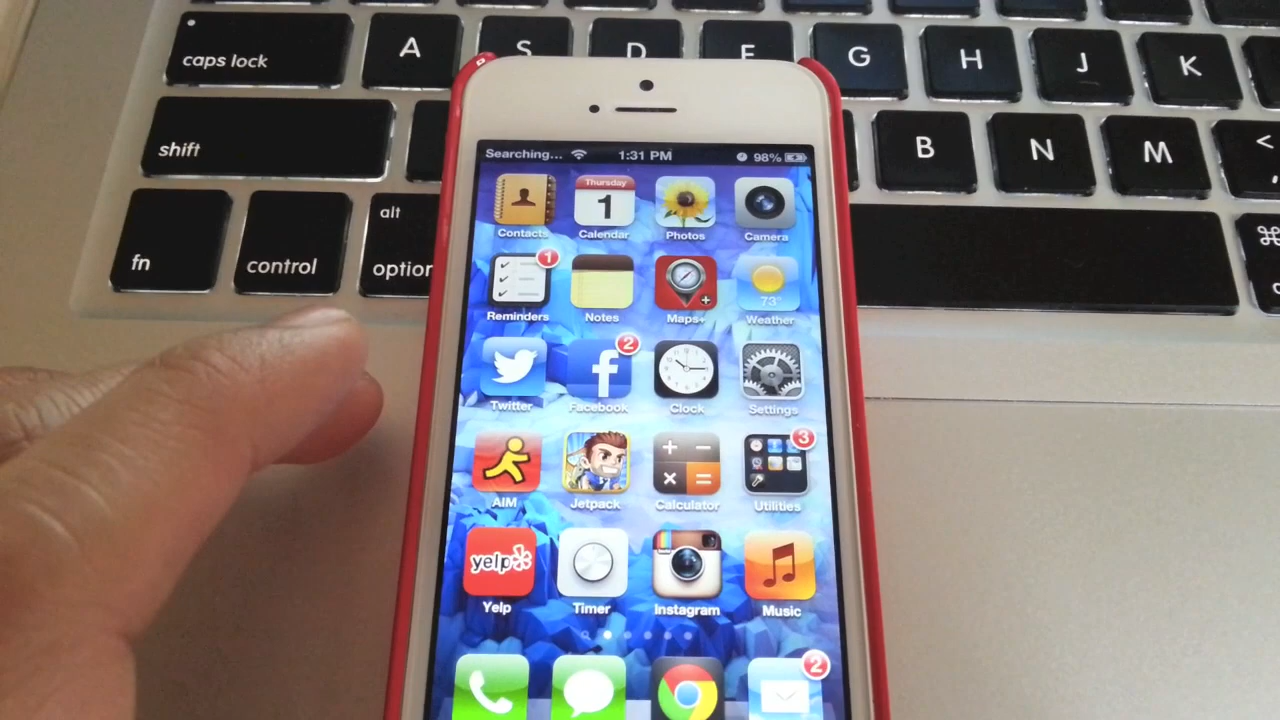 caps lock
A
S
D
F
G
H
J
K
shift
B
N
M
<
,
fn
control
alt
option
⌘
Searching...
1:31 PM
98%
Thursday
1
Contacts
Calendar
Photos
Camera
1
73°
Reminders
Notes
Maps+
Weather
2
f
Twitter
Facebook
Clock
Settings
3
AIM
Jetpack
Calculator
Utilities
yelp
Yelp
Timer
Instagram
Music
2